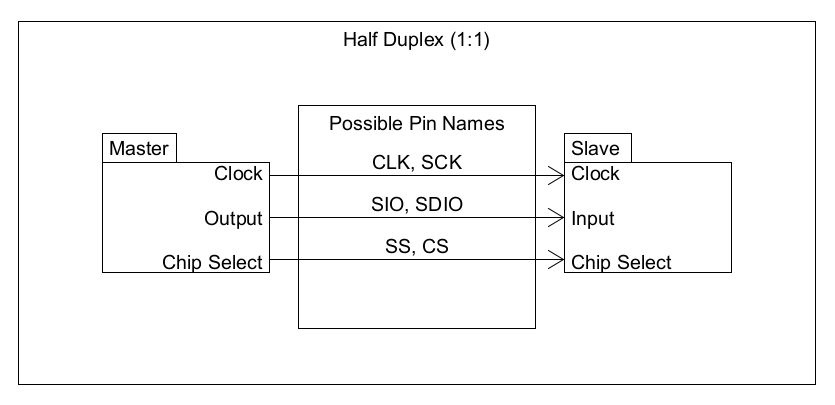 Half Duplex (1:1)
Possible Pin Names
Master
Slave
Clock
CLK, SCK
Clock
Output
SIO, SDIO
Input
Chip Select
SS, CS
Chip Select